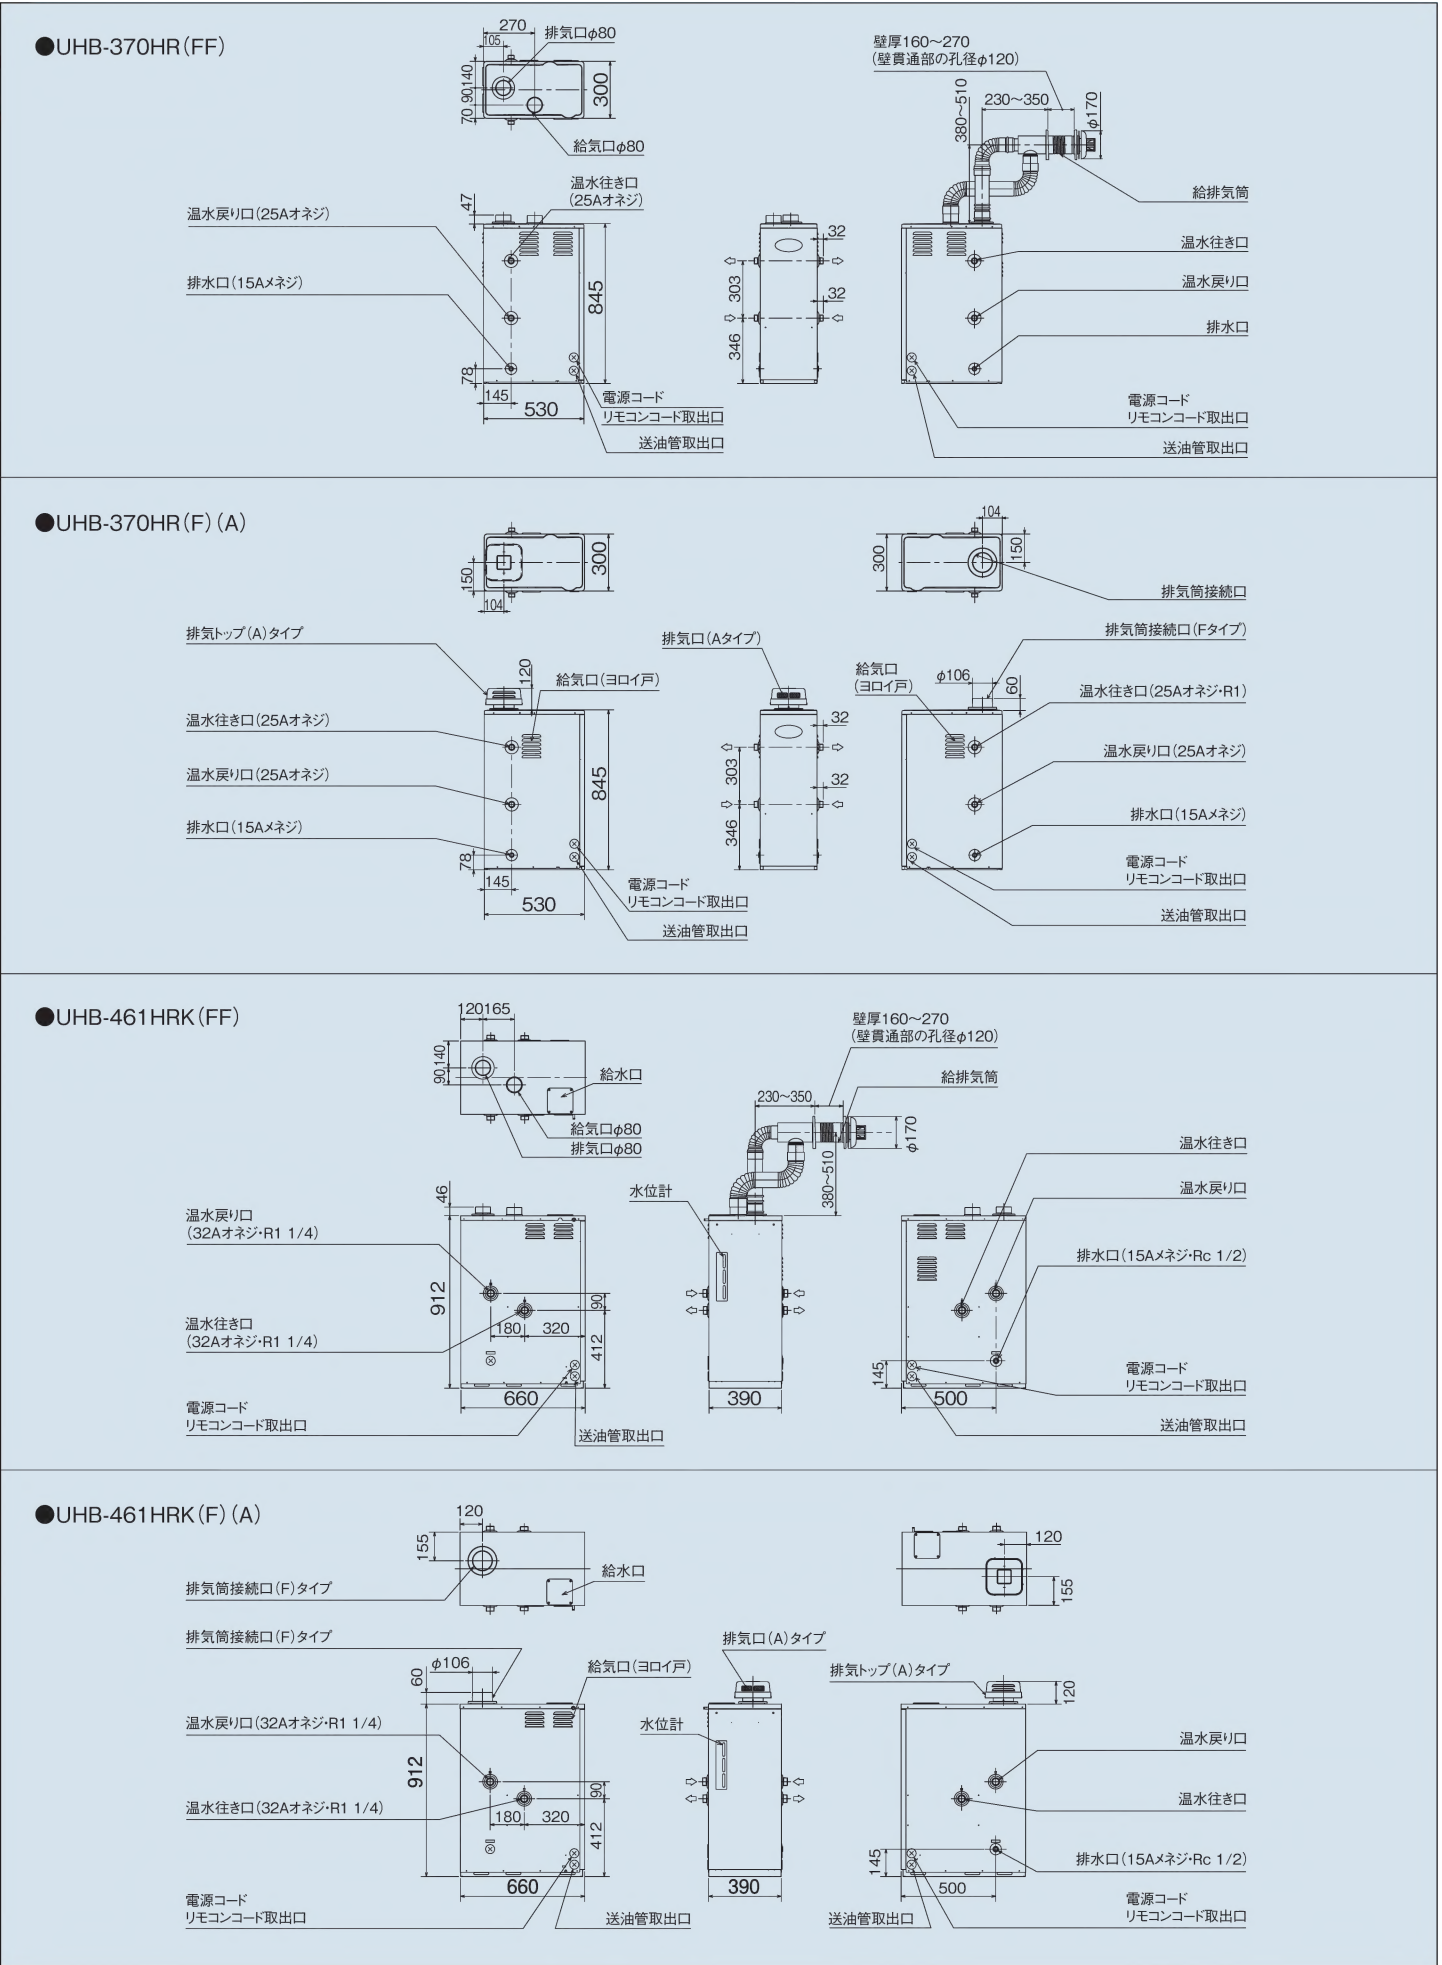 ●UHB-370HR(FF)
270
105
排気口φ80
140
90
70
300
給気口φ80
壁厚160～270
(壁貫通部の孔径φ120)
380～510
230～350
φ170
給排気筒
温水往き口
(25Aオネジ)
47
温水戻り口(25Aオネジ)
排水口(15Aメネジ)
845
78
145
530
電源コード
リモコンコード取出口
送油管取出口
32
303
32
346
温水往き口
温水戻り口
排水口
電源コード
リモコンコード取出口
送油管取出口
●UHB-370HR(F)(A)
300
150
104
104
300
150
排気筒接続口
排気トップ(A)タイプ
120
給気口(ヨロイ戸)
温水往き口(25Aオネジ)
温水戻り口(25Aオネジ)
排水口(15Aメネジ)
845
78
145
530
電源コード
リモコンコード取出口
送油管取出口
排気口(Aタイプ)
32
303
32
346
排気筒接続口(Fタイプ)
給気口
(ヨロイ戸)
φ106
60
温水往き口(25Aオネジ・R1)
温水戻り口(25Aオネジ)
排水口(15Aメネジ)
電源コード
リモコンコード取出口
送油管取出口
●UHB-461HRK(FF)
120165
140
90
給水口
給気口φ80
排気口φ80
壁厚160～270
(壁貫通部の孔径φ120)
給排気筒
230～350
φ170
380～510
水位計
46
温水戻り口
(32Aオネジ・R1 1/4)
912
温水往き口
(32Aオネジ・R1 1/4)
180
320
90
412
660
電源コード
リモコンコード取出口
送油管取出口
390
温水往き口
温水戻り口
排水口(15Aメネジ・Rc 1/2)
145
500
電源コード
リモコンコード取出口
送油管取出口
●UHB-461HRK(F)(A)
120
155
給水口
排気筒接続口(F)タイプ
120
155
排気筒接続口(F)タイプ
φ106
60
給気口(ヨロイ戸)
温水戻り口(32Aオネジ・R1 1/4)
912
温水往き口(32Aオネジ・R1 1/4)
180
320
90
412
660
電源コード
リモコンコード取出口
送油管取出口
排気口(A)タイプ
水位計
390
排気トップ(A)タイプ
120
温水戻り口
温水往き口
145
500
排水口(15Aメネジ・Rc 1/2)
電源コード
リモコンコード取出口
送油管取出口